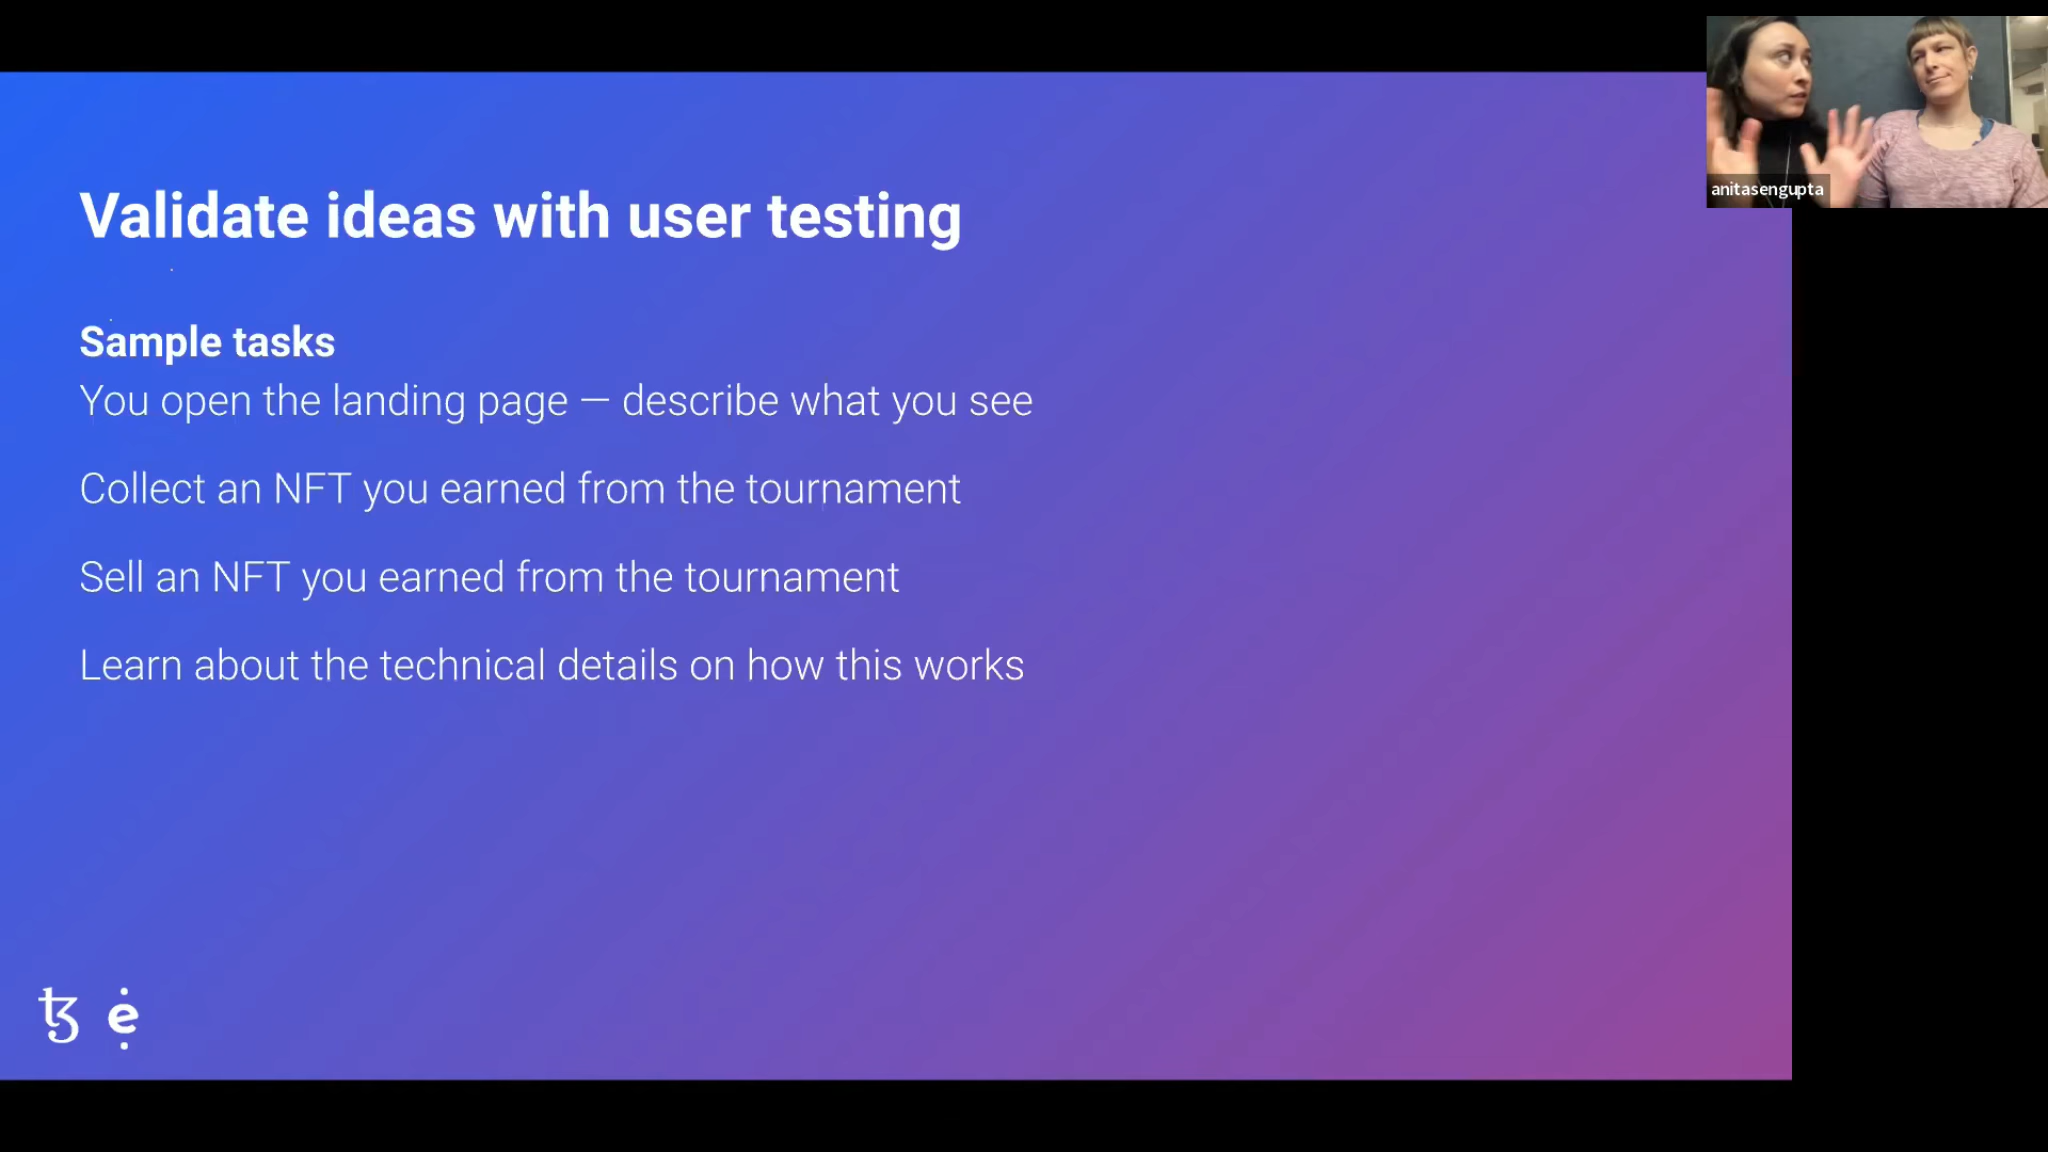 Validate ideas with user testing
Sample tasks
You open the landing page — describe what you see
Collect an NFT you earned from the tournament
Sell an NFT you earned from the tournament
Learn about the technical details on how this works
anitasengupta